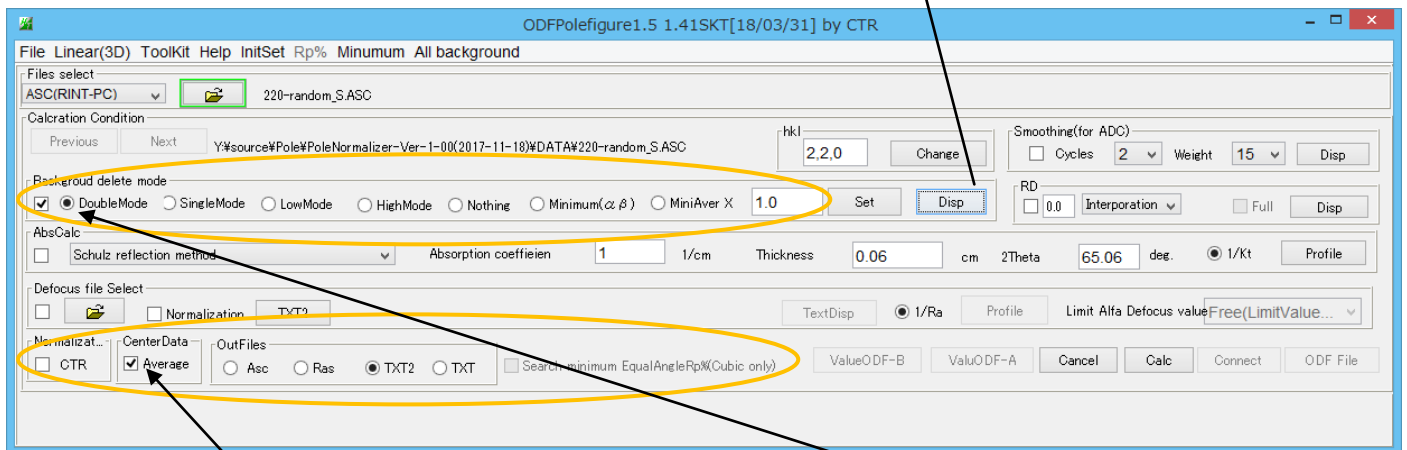 ODFPolefigure1.5 1.41SKT[18/03/31] by CTR
File Linear(3D) ToolKit Help InitSet Rp% Minumum All background
Files select
ASC(RINT-PC) 220-random_S.ASC
Calcration Condition
Previous Next Y:¥source¥Pole¥PoleNormalizer-Ver-1-00(2017-11-18)¥DATA¥220-random_S.ASC
hkl
2,2,0 Change
Smoothing(for ADC)
Cycles 2 Weight 15 Disp
Backgroud delete mode
DoubleMode SingleMode LowMode HighMode Nothing Minimum(αβ) MiniAver X 1.0 Set Disp
RD
0.0 Interporation Full Disp
AbsCalc
Schulz reflection method Absorption coeffieien 1 1/cm Thickness 0.06 cm 2Theta 65.06 deg. 1/Kt Profile
Defocus file Select
Normalization TXT2 TextDisp 1/Ra Profile Limit Alfa Defocus value Free(LimitValue...
Normalizat...
CTR
CenterData
Average
OutFiles
Asc Ras TXT2 TXT Search minimum EqualAngleRp%(Cubic only) ValueODF-B ValuODF-A Cancel Calc Connect ODF File